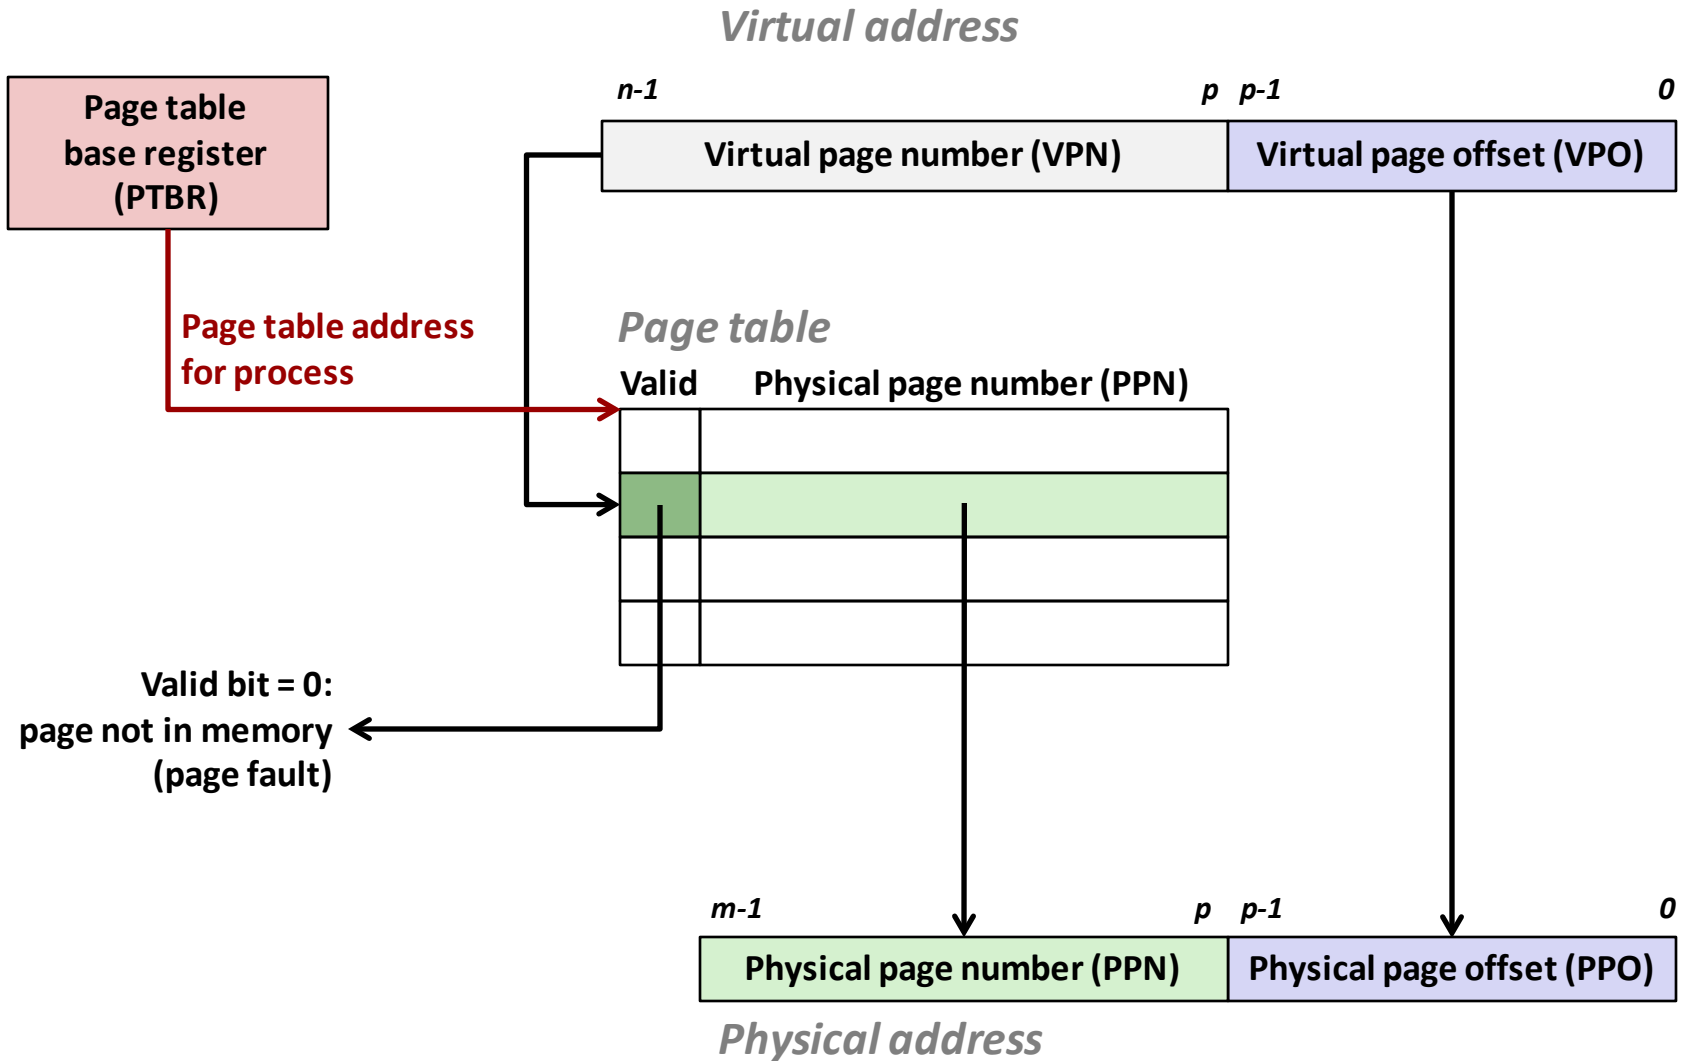 Virtual address
n-1 p p-1 0
Page table
base register
(PTBR)
Virtual page number (VPN) Virtual page offset (VPO)
Page table address
for process
Page table
Valid Physical page number (PPN)
Valid bit = 0:
page not in memory
(page fault)
m-1 p p-1 0
Physical page number (PPN) Physical page offset (PPO)
Physical address